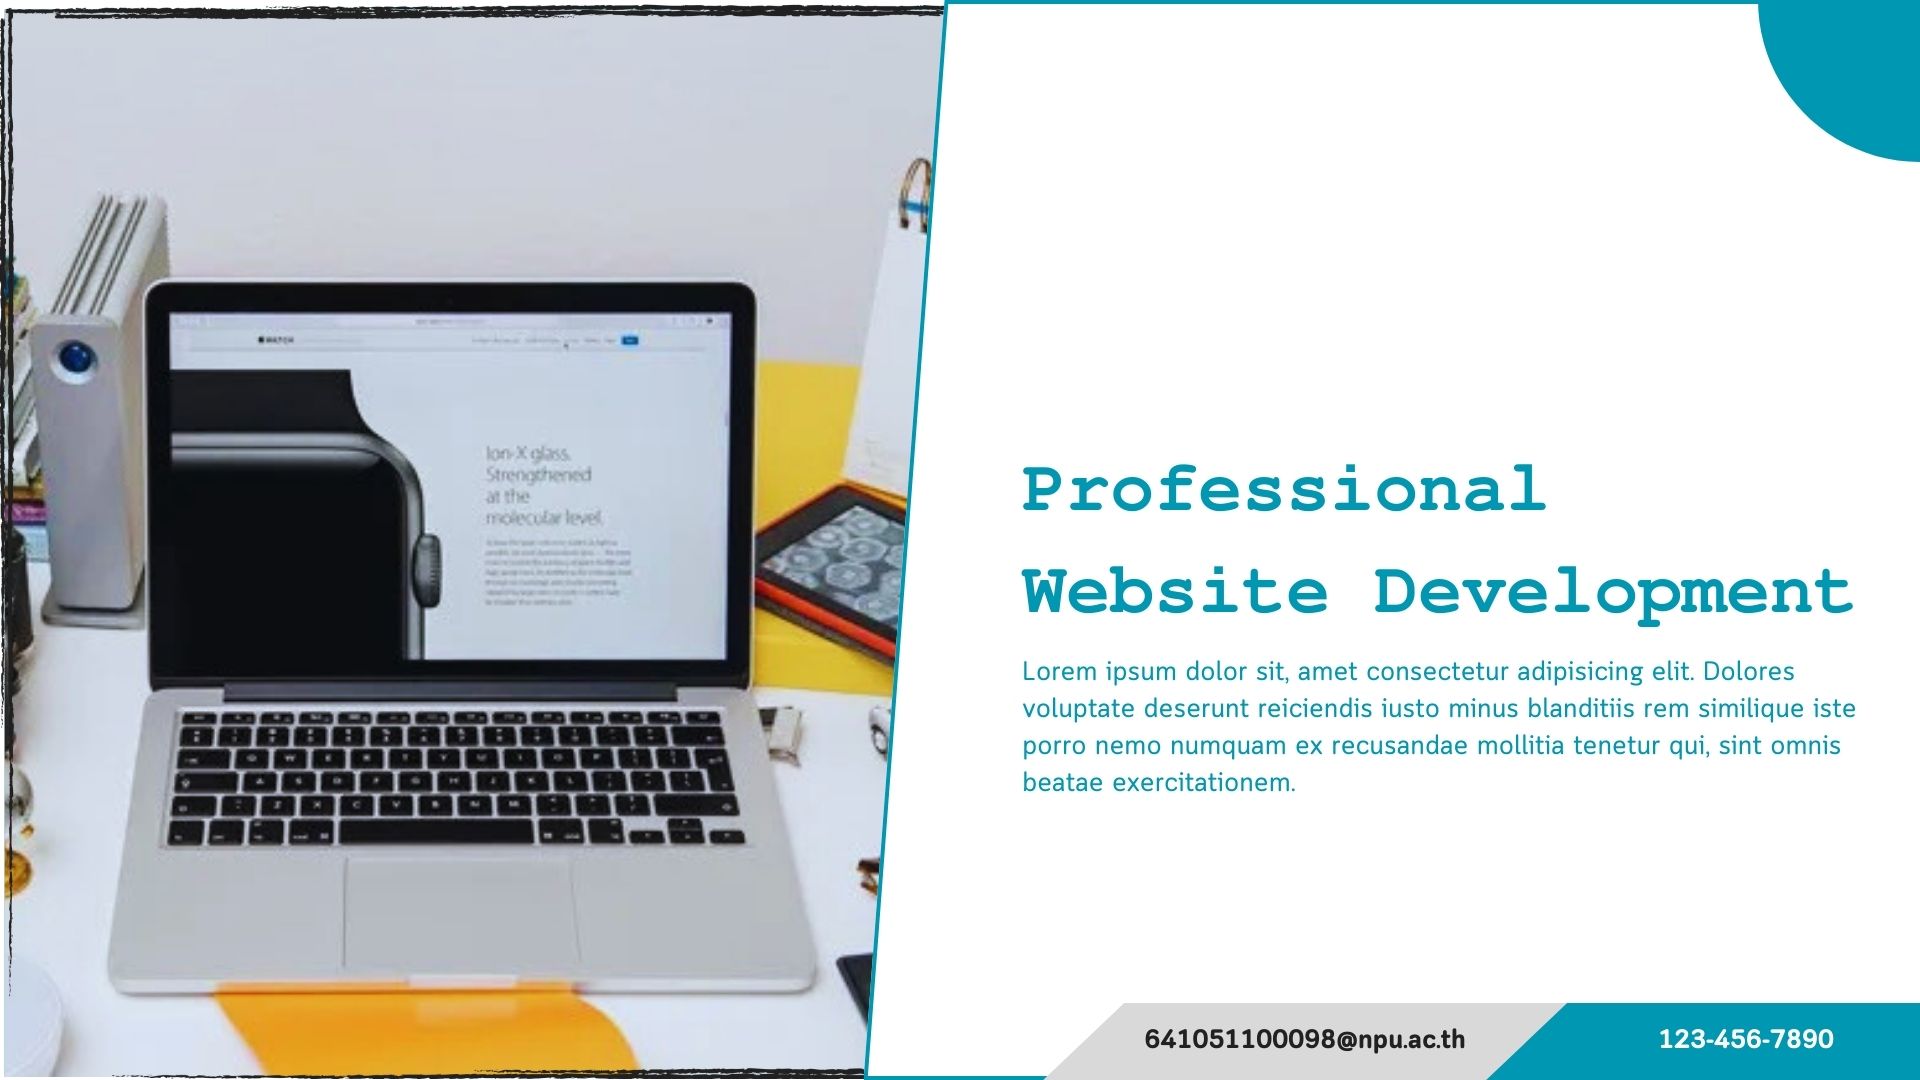 WATCH
Ion-X glass.
Strengthened
at the
molecular level.
Professional
Website Development
Lorem ipsum dolor sit, amet consectetur adipisicing elit. Dolores
voluptate deserunt reiciendis iusto minus blanditiis rem similique iste
porro nemo numquam ex recusandae mollitia tenetur qui, sint omnis
beatae exercitationem.
641051100098@npu.ac.th
123-456-7890